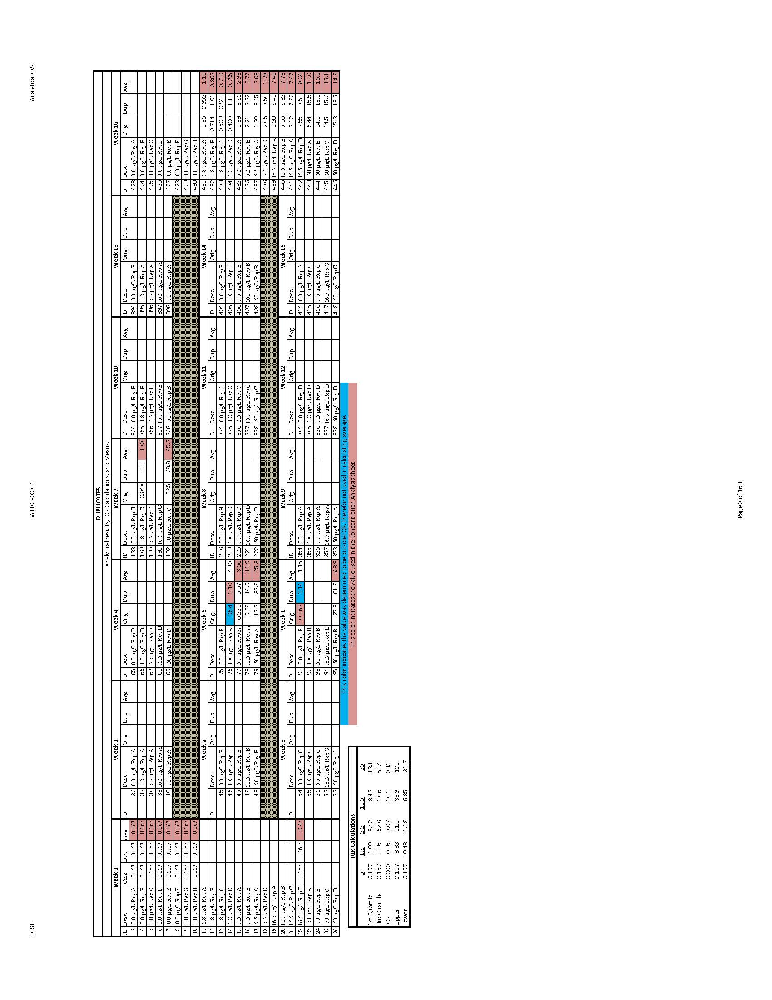 DEST BATT01-00392 Analytical CVs
DUPLICATES
Analytical results, IQR Calculations, and Means.
Week 0 Week 1 Week 4 Week 7 Week 10 Week 13 Week 16
ID Desc. Orig Dup Avg ID Desc. Orig Dup Avg ID Desc. Orig Dup Avg ID Desc. Orig Dup Avg ID Desc. Orig Dup Avg ID Desc. Orig Dup Avg ID Desc. Orig Dup Avg
3 0.0 µg/L Rep A 0.167 0.167 0.167 36 0.0 µg/L Rep A 65 0.0 µg/L Rep D 188 0.0 µg/L Rep G 364 0.0 µg/L Rep B 394 0.0 µg/L Rep E 423 0.0 µg/L Rep A
4 0.0 µg/L Rep B 0.167 0.167 0.167 37 1.8 µg/L Rep A 66 1.8 µg/L Rep D 189 1.8 µg/L Rep C 0.848 1.31 1.08 365 1.8 µg/L Rep B 395 1.8 µg/L Rep A 424 0.0 µg/L Rep B
5 0.0 µg/L Rep C 0.167 0.167 0.167 38 5.5 µg/L Rep A 67 5.5 µg/L Rep D 190 5.5 µg/L Rep C 366 5.5 µg/L Rep B 396 5.5 µg/L Rep A 425 0.0 µg/L Rep C
6 0.0 µg/L Rep D 0.167 0.167 0.167 39 16.5 µg/L Rep A 68 16.5 µg/L Rep D 191 16.5 µg/L Rep C 367 16.5 µg/L Rep B 397 16.5 µg/L Rep A 426 0.0 µg/L Rep D
7 0.0 µg/L Rep E 0.167 0.167 0.167 40 50 µg/L Rep A 69 50 µg/L Rep D 192 50 µg/L Rep C 22.5 68.8 45.7 368 50 µg/L Rep B 398 50 µg/L Rep A 427 0.0 µg/L Rep E
8 0.0 µg/L Rep F 0.167 0.167 0.167 428 0.0 µg/L Rep F
9 0.0 µg/L Rep G 0.167 0.167 0.167 429 0.0 µg/L Rep G
10 0.0 µg/L Rep H 0.167 0.167 0.167 430 0.0 µg/L Rep H
11 1.8 µg/L Rep A Week 2 Week 5 Week 8 Week 11 Week 14 431 1.8 µg/L Rep A 1.36 0.955 1.16
12 1.8 µg/L Rep B ID Desc. Orig Dup Avg ID Desc. Orig Dup Avg ID Desc. Orig Dup Avg ID Desc. Orig Dup Avg ID Desc. Orig Dup Avg 432 1.8 µg/L Rep B 0.714 1.01 0.862
13 1.8 µg/L Rep C 45 0.0 µg/L Rep B 75 0.0 µg/L Rep E 218 0.0 µg/L Rep H 374 0.0 µg/L Rep C 404 0.0 µg/L Rep F 433 1.8 µg/L Rep C 0.509 0.949 0.729
14 1.8 µg/L Rep D 46 1.8 µg/L Rep B 76 1.8 µg/L Rep A 96.4 2.10 49.3 219 1.8 µg/L Rep D 375 1.8 µg/L Rep C 405 1.8 µg/L Rep B 434 1.8 µg/L Rep D 0.400 1.19 0.795
15 5.5 µg/L Rep A 47 5.5 µg/L Rep B 77 5.5 µg/L Rep A 0.552 5.57 3.06 220 5.5 µg/L Rep D 376 5.5 µg/L Rep C 406 5.5 µg/L Rep B 435 5.5 µg/L Rep A 1.99 3.86 2.93
16 5.5 µg/L Rep B 48 16.5 µg/L Rep B 78 16.5 µg/L Rep A 9.28 14.6 11.9 221 16.5 µg/L Rep D 377 16.5 µg/L Rep C 407 16.5 µg/L Rep B 436 5.5 µg/L Rep B 2.21 3.32 2.77
17 5.5 µg/L Rep C 49 50 µg/L Rep B 79 50 µg/L Rep A 17.8 32.8 25.3 222 50 µg/L Rep D 378 50 µg/L Rep C 408 50 µg/L Rep B 437 5.5 µg/L Rep C 1.80 3.45 2.63
18 5.5 µg/L Rep D 438 5.5 µg/L Rep D 2.06 3.50 2.78
19 16.5 µg/L Rep A 439 16.5 µg/L Rep A 6.50 8.42 7.46
20 16.5 µg/L Rep B Week 3 Week 6 Week 9 Week 12 Week 15 440 16.5 µg/L Rep B 7.10 8.35 7.73
21 16.5 µg/L Rep C ID Desc. Orig Dup Avg ID Desc. Orig Dup Avg ID Desc. Orig Dup Avg ID Desc. Orig Dup Avg ID Desc. Orig Dup Avg 441 16.5 µg/L Rep C 7.12 7.82 7.47
22 16.5 µg/L Rep D 0.167 16.7 8.43 54 0.0 µg/L Rep C 91 0.0 µg/L Rep F 0.167 2.14 1.15 354 0.0 µg/L Rep A 384 0.0 µg/L Rep D 414 0.0 µg/L Rep G 442 16.5 µg/L Rep D 7.55 8.53 8.04
23 50 µg/L Rep A 55 1.8 µg/L Rep C 92 1.8 µg/L Rep B 355 1.8 µg/L Rep A 385 1.8 µg/L Rep D 415 1.8 µg/L Rep C 443 50 µg/L Rep A 6.44 15.5 11.0
24 50 µg/L Rep B 56 5.5 µg/L Rep C 93 5.5 µg/L Rep B 356 5.5 µg/L Rep A 386 5.5 µg/L Rep D 416 5.5 µg/L Rep C 444 50 µg/L Rep B 14.1 19.1 16.6
25 50 µg/L Rep C 57 16.5 µg/L Rep C 94 16.5 µg/L Rep B 357 16.5 µg/L Rep A 387 16.5 µg/L Rep D 417 16.5 µg/L Rep C 445 50 µg/L Rep C 14.5 15.6 15.1
26 50 µg/L Rep D 58 50 µg/L Rep C 95 50 µg/L Rep B 25.9 61.8 43.9 358 50 µg/L Rep A 388 50 µg/L Rep D 418 50 µg/L Rep C 446 50 µg/L Rep D 15.8 13.7 14.8
This color indicates the value was determined to be outside IQR, therefor not used in calculating average.
This color indicates the value used in the Concentration Analysis sheet.
IQR Calculations
0 1.8 5.5 16.5 50
1st Quartile 0.167 1.00 3.42 8.42 18.1
3rd Quartile 0.167 1.95 6.48 18.6 51.4
IQR 0.000 0.95 3.07 10.2 33.2
Upper 0.167 3.38 11.1 33.9 101
Lower 0.167 -0.43 -1.18 -6.85 -31.7
Page 3 of 163